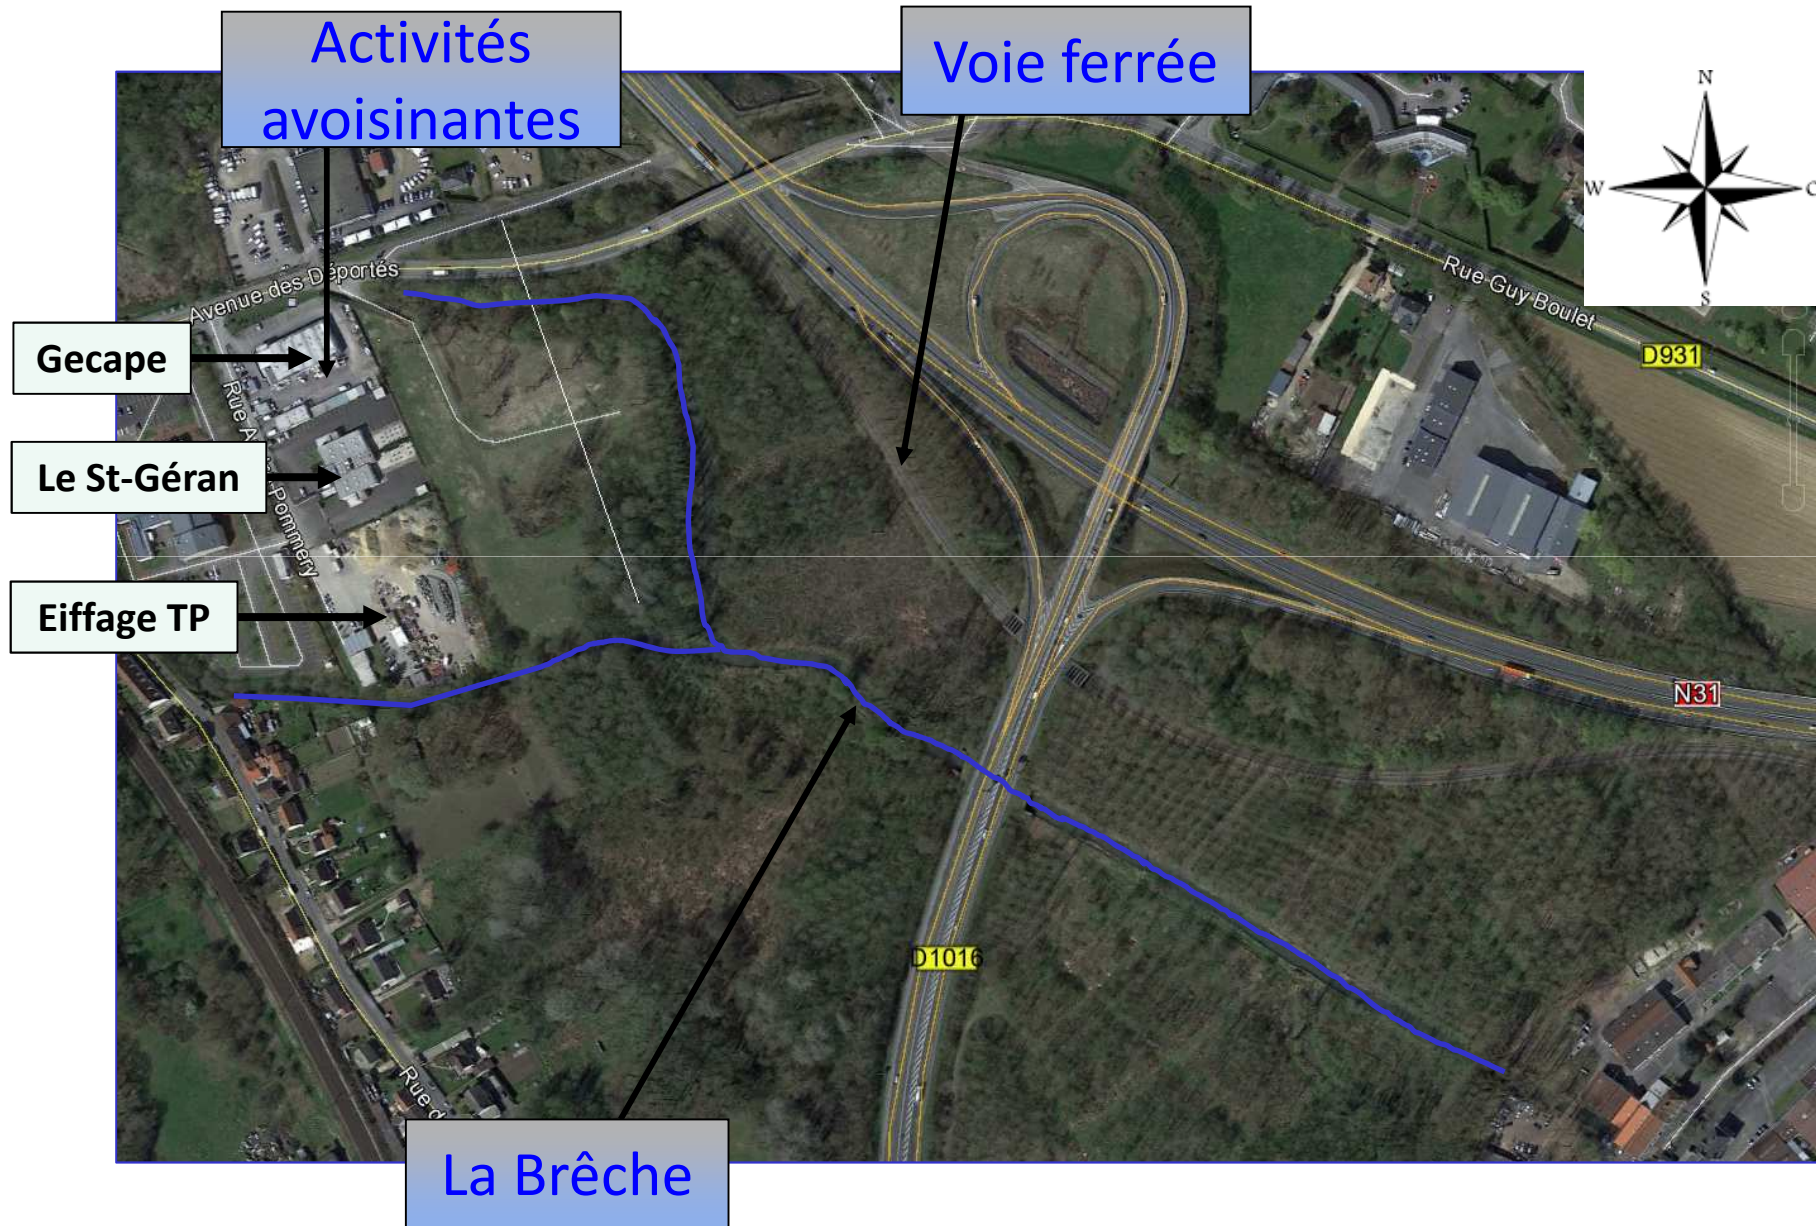 Activités
avoisinantes
Voie ferrée
N
W
S
Avenue des Déportés
Rue Guy Boulet
Gecape
D931
Le St-Géran
Pommery
Eiffage TP
N31
D1016
Rue d
La Brêche